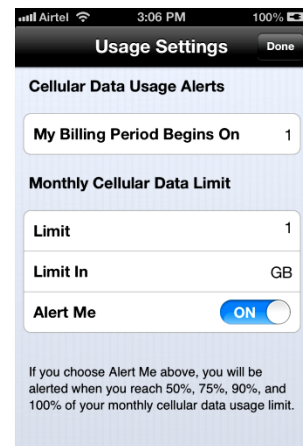 Airtel 3:06 PM 100%
Usage Settings Done
Cellular Data Usage Alerts
My Billing Period Begins On 1
Monthly Cellular Data Limit
Limit 1
Limit In GB
Alert Me ON
If you choose Alert Me above, you will be
alerted when you reach 50%, 75%, 90%, and
100% of your monthly cellular data usage limit.